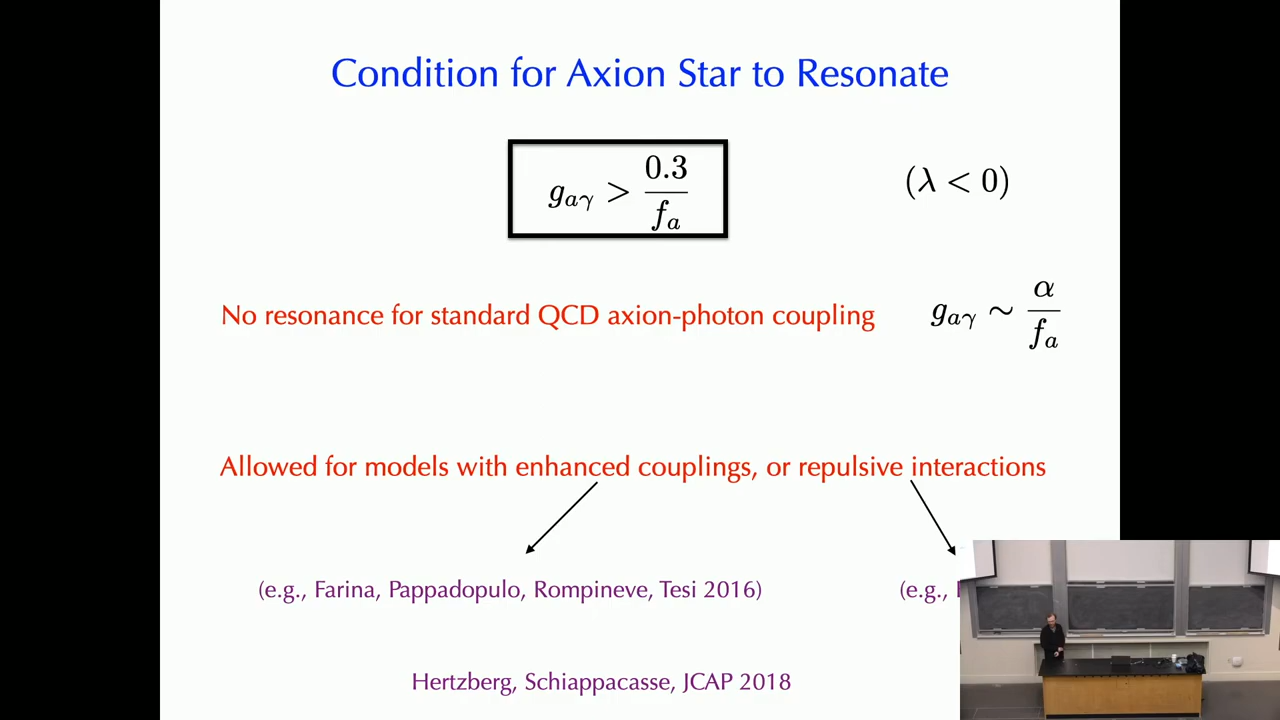 Condition for Axion Star to Resonate
g_{aγ} > \frac{0.3}{f_a} (λ < 0)
No resonance for standard QCD axion-photon coupling g_{aγ} ∼ \frac{α}{f_a}
Allowed for models with enhanced couplings, or repulsive interactions
(e.g., Farina, Pappadopulo, Rompineve, Tesi 2016) (e.g.,
Hertzberg, Schiappacasse, JCAP 2018